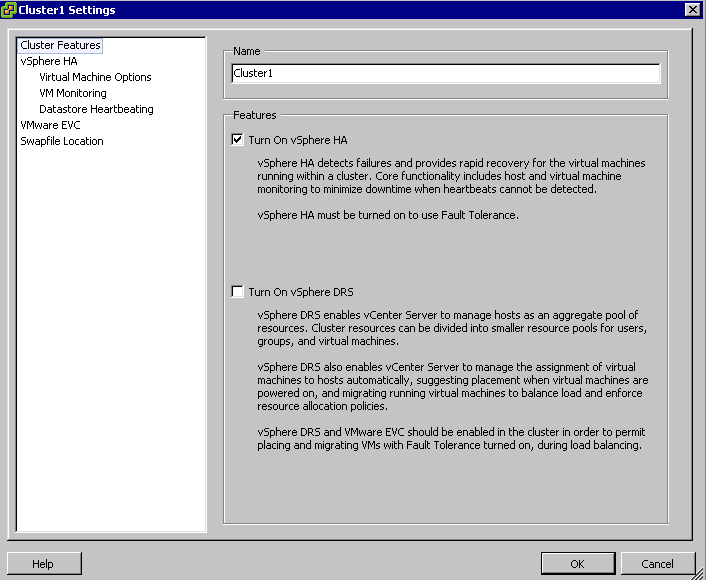 Cluster1 Settings
Cluster Features
vSphere HA
Virtual Machine Options
VM Monitoring
Datastore Heartbeating
VMware EVC
Swapfile Location
Name
Cluster1
Features
Turn On vSphere HA
vSphere HA detects failures and provides rapid recovery for the virtual machines
running within a cluster. Core functionality includes host and virtual machine
monitoring to minimize downtime when heartbeats cannot be detected.
vSphere HA must be turned on to use Fault Tolerance.
Turn On vSphere DRS
vSphere DRS enables vCenter Server to manage hosts as an aggregate pool of
resources. Cluster resources can be divided into smaller resource pools for users,
groups, and virtual machines.
vSphere DRS also enables vCenter Server to manage the assignment of virtual
machines to hosts automatically, suggesting placement when virtual machines are
powered on, and migrating running virtual machines to balance load and enforce
resource allocation policies.
vSphere DRS and VMware EVC should be enabled in the cluster in order to permit
placing and migrating VMs with Fault Tolerance turned on, during load balancing.
Help
OK
Cancel